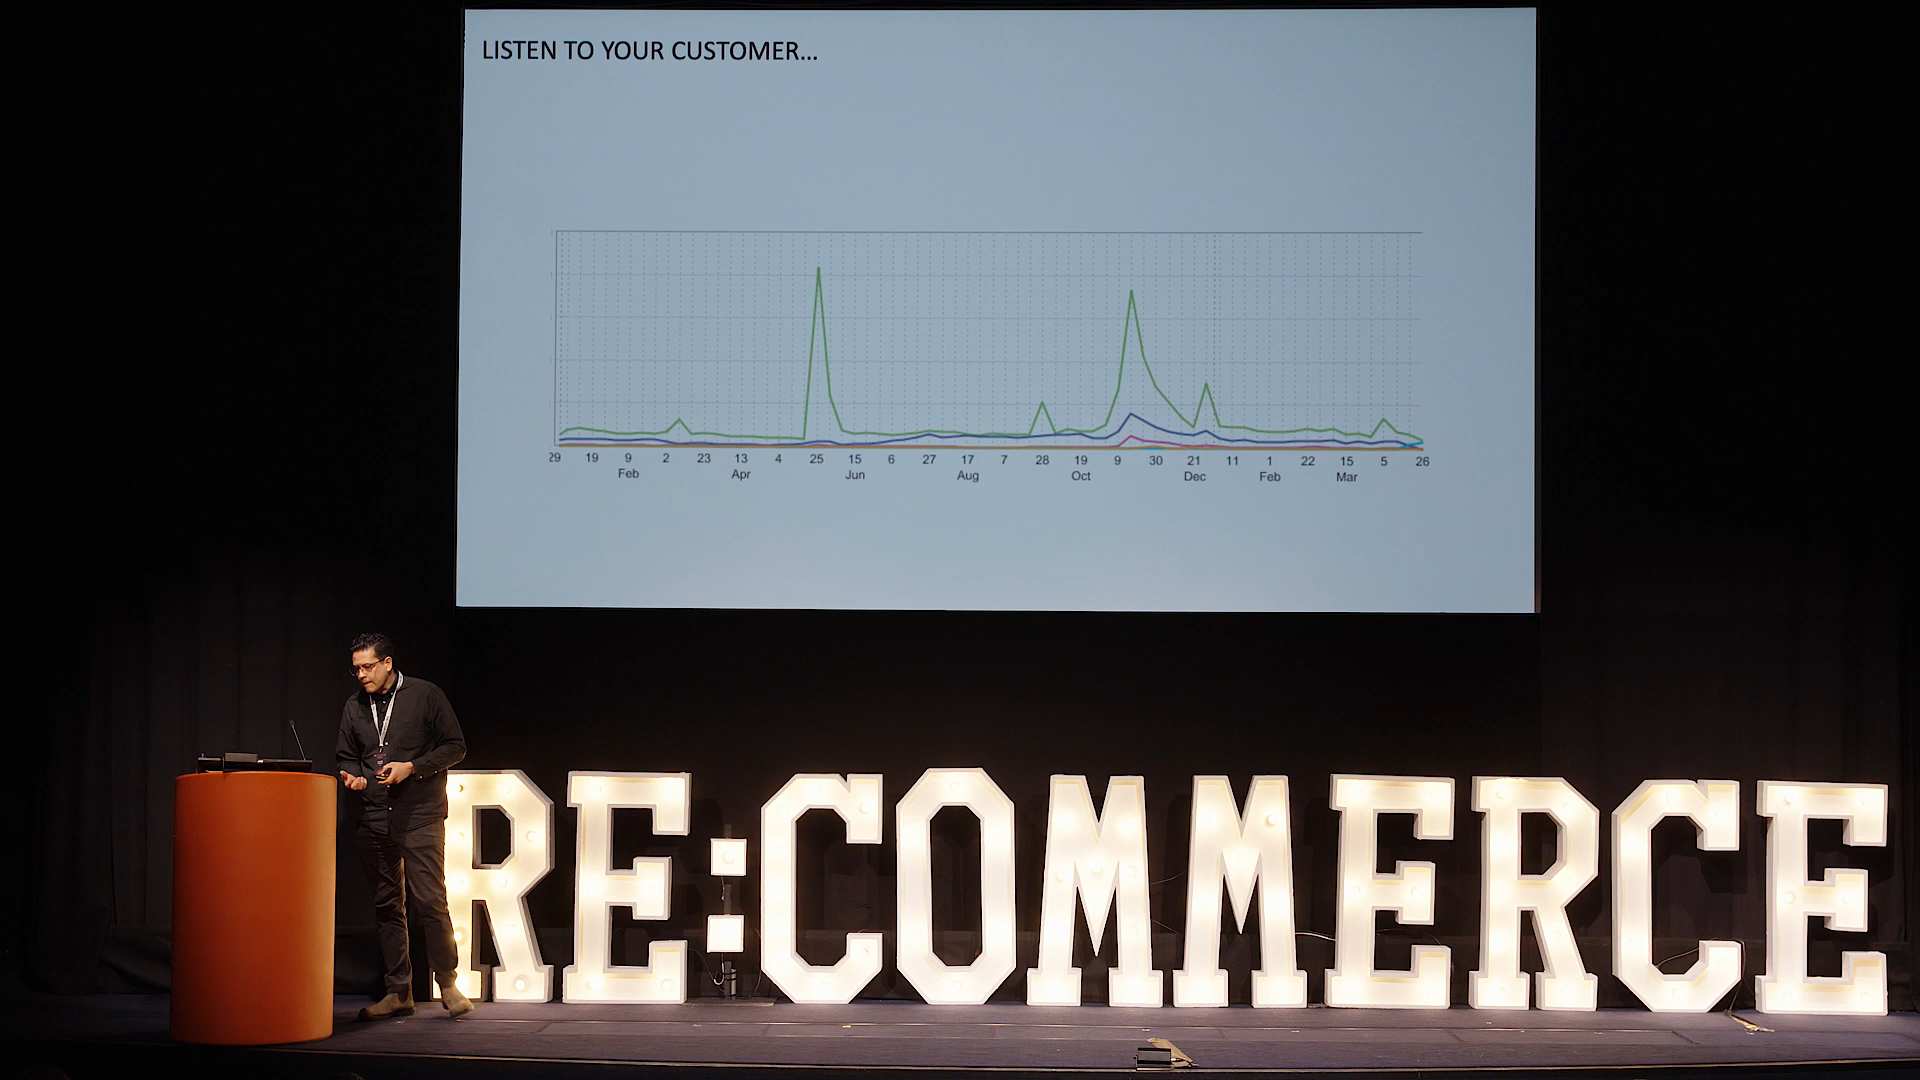 LISTEN TO YOUR CUSTOMER...
29 19 9 2 23 13 4 25 15 6 27 17 7 28 19 9 30 21 11 1 22 15 5 26
Feb Apr Jun Aug Oct Dec Feb Mar
RE:COMMERCE